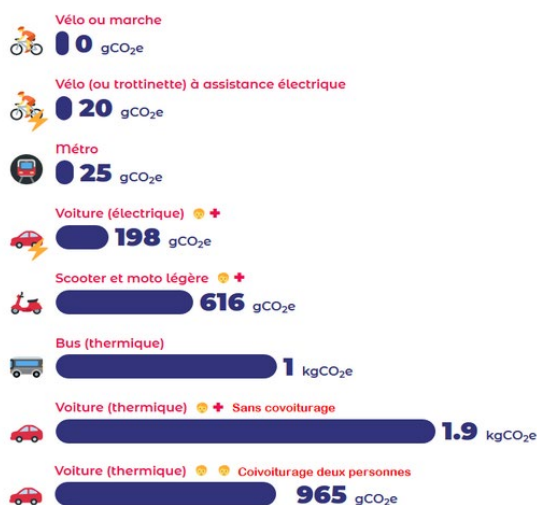 Vélo ou marche
0 gCO₂e
Vélo (ou trottinette) à assistance électrique
20 gCO₂e
Métro
25 gCO₂e
Voiture (électrique)
198 gCO₂e
Scooter et moto légère
616 gCO₂e
Bus (thermique)
1 kgCO₂e
Voiture (thermique) Sans covoiturage
1.9 kgCO₂e
Voiture (thermique) Coivoiturage deux personnes
965 gCO₂e